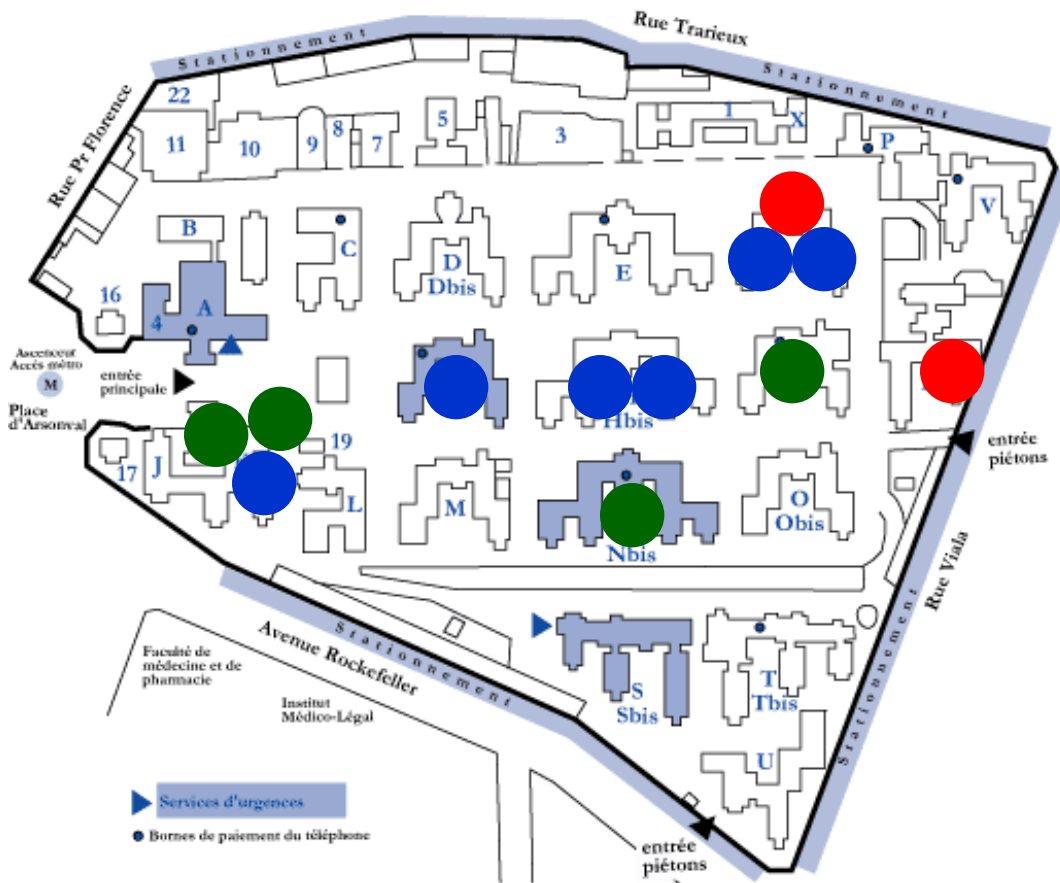 Rue Trarieux
Stationnement
Stationnement
Rue Pr Florence
22
11
10
9
8
7
5
3
1
X
P
V
B
C
D
Dbis
E
16
4
A
Ascenceur
Accés métro
M
Place
d'Arsonval
entrée
principale
Hbis
17
J
19
L
M
Nbis
O
Obis
entrée
piétons
Rue Viala
Stationnement
Avenue Rockefeller
Stationnement
Faculté de
médecine et de
pharmacie
Institut
Médico-Légal
S
Sbis
T
Tbis
U
Services d'urgences
Bornes de paiement du téléphone
entrée
piétons